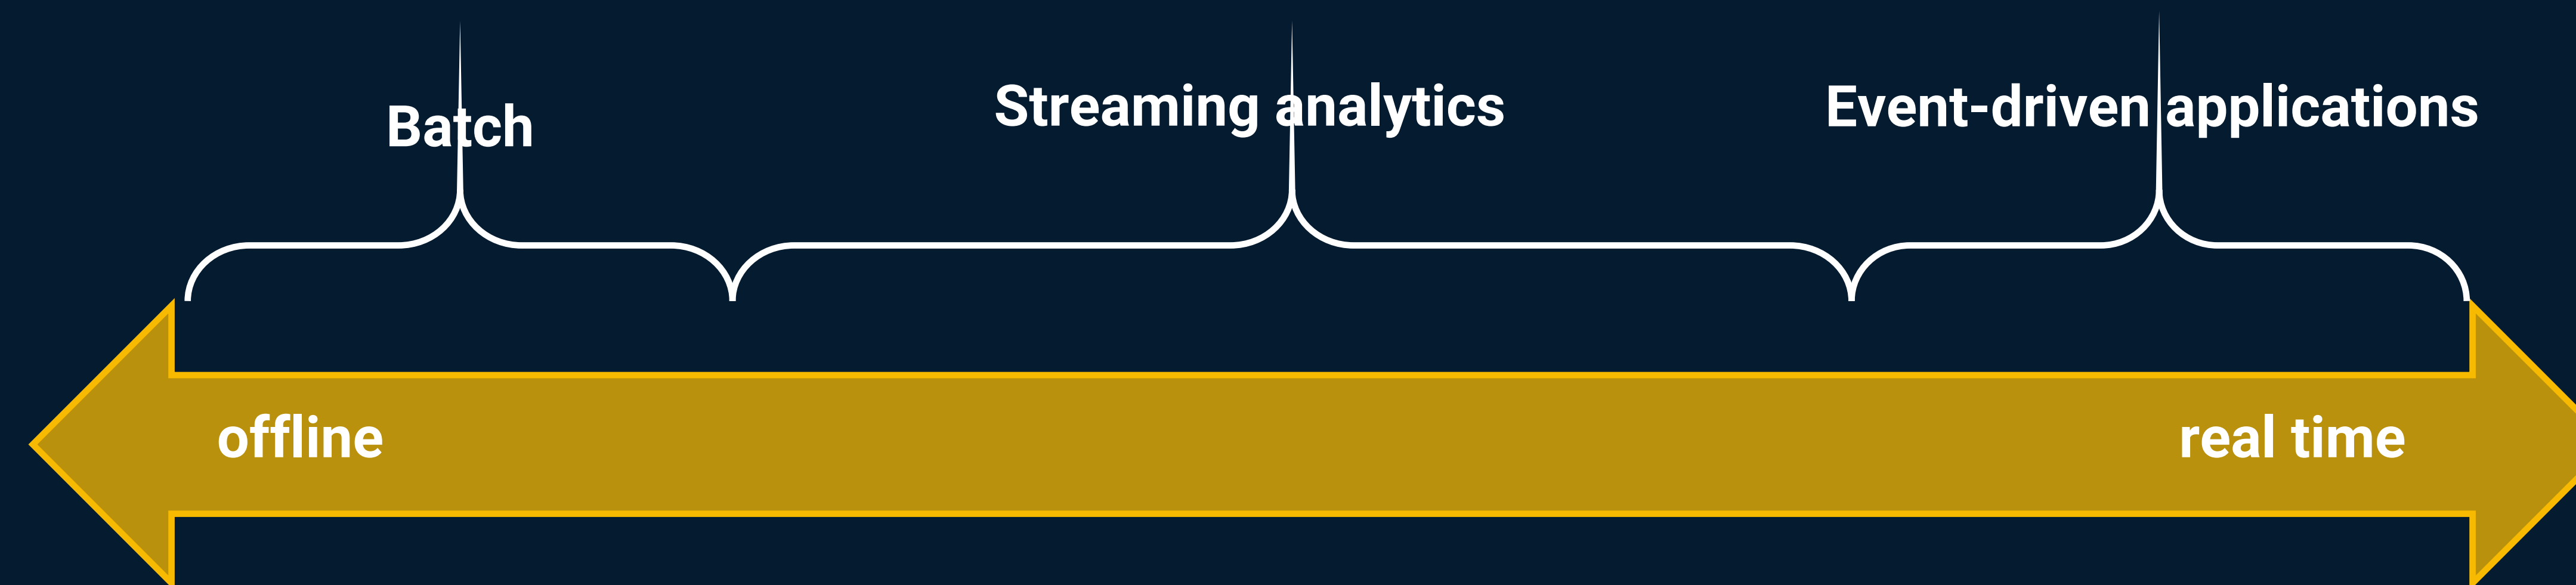 Batch
Streaming analytics
Event-driven applications
offline
real time